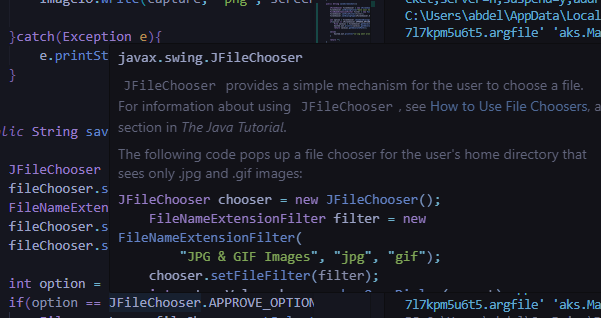 ImageIO.write(capture, "png", screen
}catch(Exception e){
e.printSt
}
blic String sav
JFileChooser
fileChooser.s
FileNameExten
fileChooser.s
fileChooser.s
int option =
if(option == JFileChooser.APPROVE_OPTION
javax.swing.JFileChooser
JFileChooser provides a simple mechanism for the user to choose a file.
For information about using JFileChooser, see How to Use File Choosers, a
section in The Java Tutorial.
The following code pops up a file chooser for the user's home directory that
sees only .jpg and .gif images:
JFileChooser chooser = new JFileChooser();
FileNameExtensionFilter filter = new
FileNameExtensionFilter(
"JPG & GIF Images", "jpg", "gif");
chooser.setFileFilter(filter);
C:\Users\abdel\AppData\Local
7l7kpm5u6t5.argfile' 'aks.Ma
7l7kpm5u6t5.argfile' 'aks.Ma